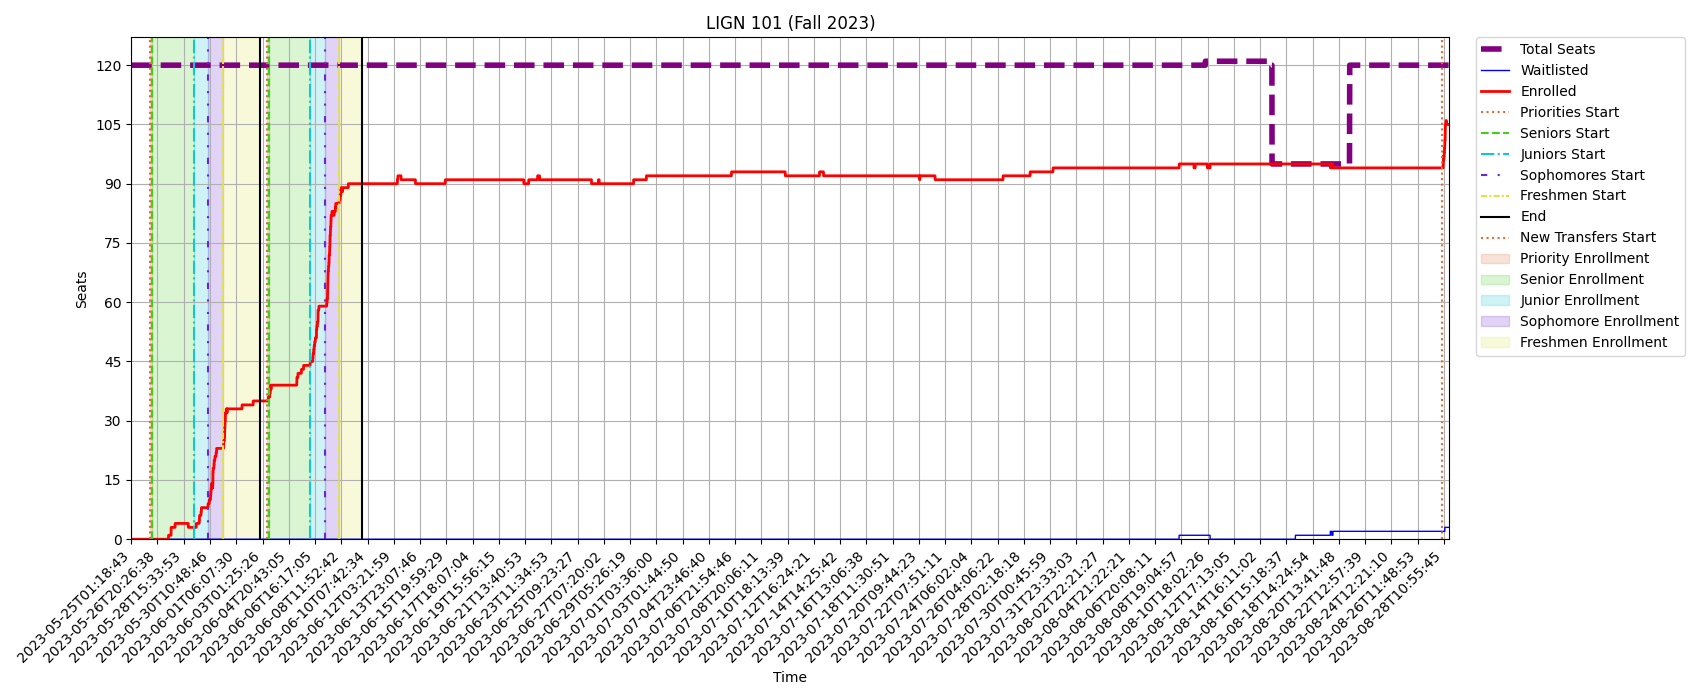 LIGN 101 (Fall 2023)
Seats
120
105
90
75
60
45
30
15
0
2023-05-25T01:18:43
2023-05-26T20:26:38
2023-05-28T15:33:53
2023-05-30T10:48:46
2023-06-01T06:07:30
2023-06-03T01:25:26
2023-06-04T20:43:05
2023-06-06T16:17:05
2023-06-08T11:52:42
2023-06-10T07:42:34
2023-06-12T03:21:59
2023-06-13T23:07:46
2023-06-15T19:59:29
2023-06-17T18:07:04
2023-06-19T15:56:15
2023-06-21T13:40:53
2023-06-23T11:34:53
2023-06-25T09:23:27
2023-06-27T07:20:02
2023-06-29T05:26:19
2023-07-01T03:36:00
2023-07-03T01:44:50
2023-07-04T23:46:40
2023-07-06T21:54:46
2023-07-08T20:06:11
2023-07-10T18:13:39
2023-07-12T16:24:21
2023-07-14T14:25:42
2023-07-16T13:06:38
2023-07-18T11:30:51
2023-07-20T09:44:23
2023-07-22T07:51:11
2023-07-24T06:02:04
2023-07-26T04:06:22
2023-07-28T02:18:18
2023-07-30T00:45:59
2023-07-31T23:33:03
2023-08-02T22:21:27
2023-08-04T21:22:21
2023-08-06T20:08:11
2023-08-08T19:04:57
2023-08-10T18:02:26
2023-08-12T17:13:05
2023-08-14T16:11:02
2023-08-16T15:18:37
2023-08-18T14:24:54
2023-08-20T13:41:48
2023-08-22T12:57:39
2023-08-24T12:21:10
2023-08-26T11:48:53
2023-08-28T10:55:45
Time
Total Seats
Waitlisted
Enrolled
Priorities Start
Seniors Start
Juniors Start
Sophomores Start
Freshmen Start
End
New Transfers Start
Priority Enrollment
Senior Enrollment
Junior Enrollment
Sophomore Enrollment
Freshmen Enrollment